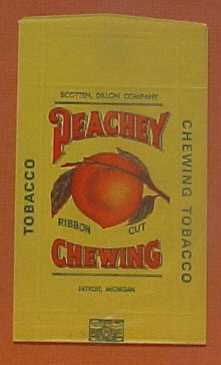 SCOTTEN, DILLON COMPANY
PEACHEY
RIBBON CUT
CHEWING
DETROIT, MICHIGAN
TOBACCO
CHEWING TOBACCO